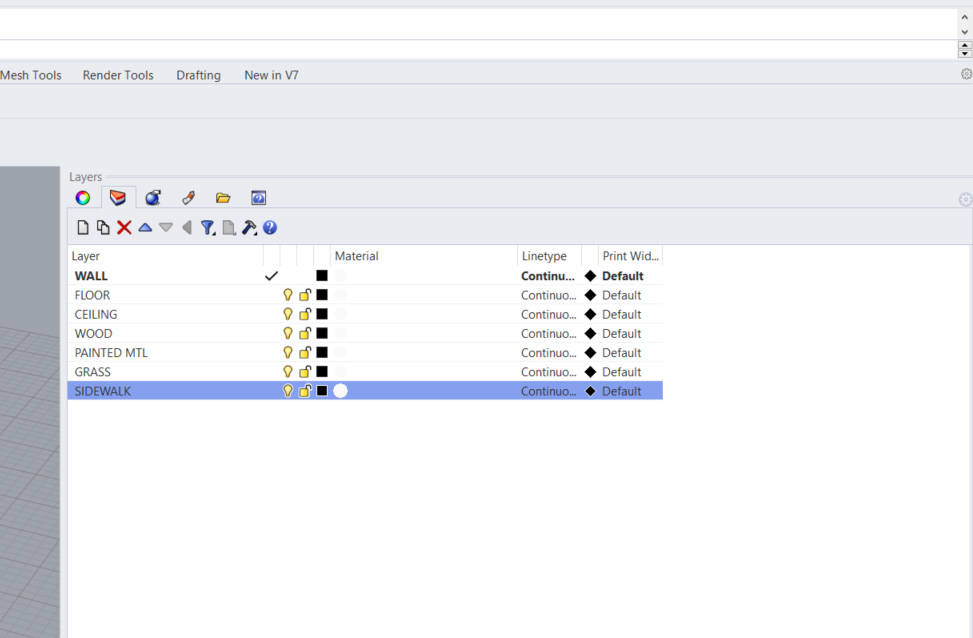 Mesh Tools Render Tools Drafting New in V7
Layers
Layer Material Linetype Print Wid...
WALL Continu... Default
FLOOR Continuo... Default
CEILING Continuo... Default
WOOD Continuo... Default
PAINTED MTL Continuo... Default
GRASS Continuo... Default
SIDEWALK Continuo... Default